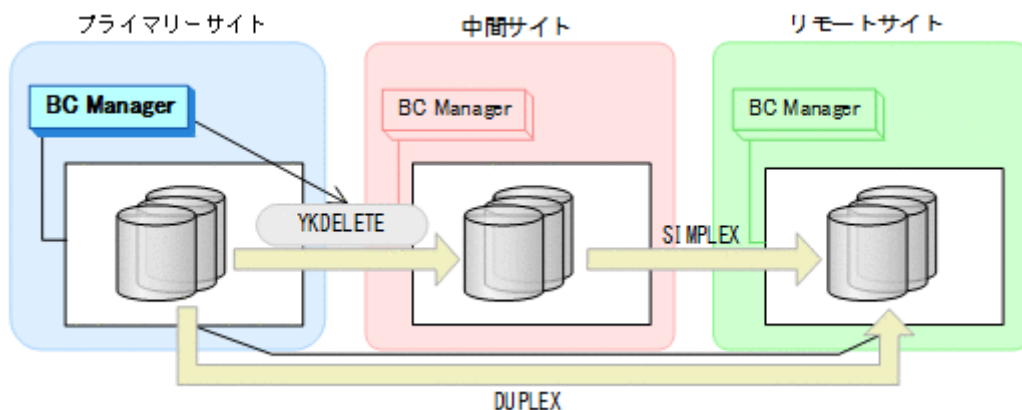 プライマリーサイト
中間サイト
リモートサイト
BC Manager
BC Manager
BC Manager
YKDELETE
SIMPLEX
DUPLEX